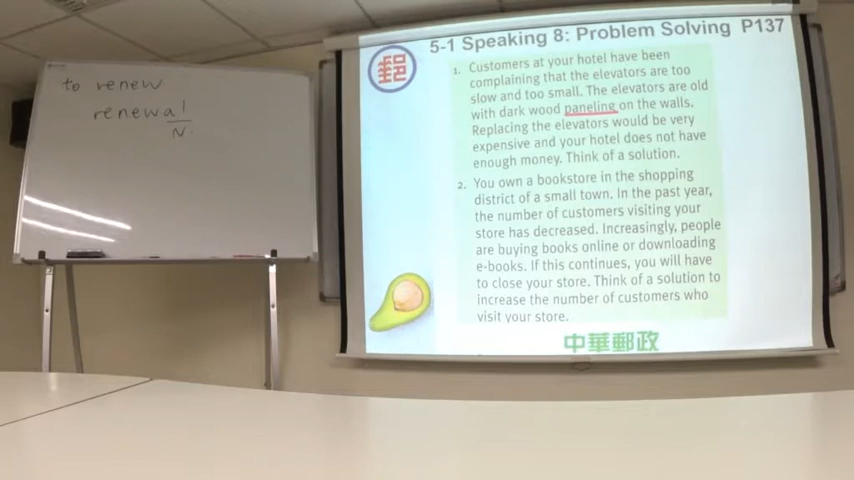 to renew
renewal
N.
5-1 Speaking 8: Problem Solving P137
郵
1. Customers at your hotel have been
complaining that the elevators are too
slow and too small. The elevators are old
with dark wood paneling on the walls.
Replacing the elevators would be very
expensive and your hotel does not have
enough money. Think of a solution.
2. You own a bookstore in the shopping
district of a small town. In the past year,
the number of customers visiting your
store has decreased. Increasingly, people
are buying books online or downloading
e-books. If this continues, you will have
to close your store. Think of a solution to
increase the number of customers who
visit your store.
中華郵政